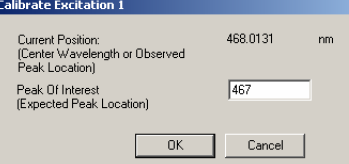 Calibrate Excitation 1
Current Position: 468.0131 nm
(Center Wavelength or Observed
Peak Location)
Peak Of Interest 467
(Expected Peak Location)
OK Cancel